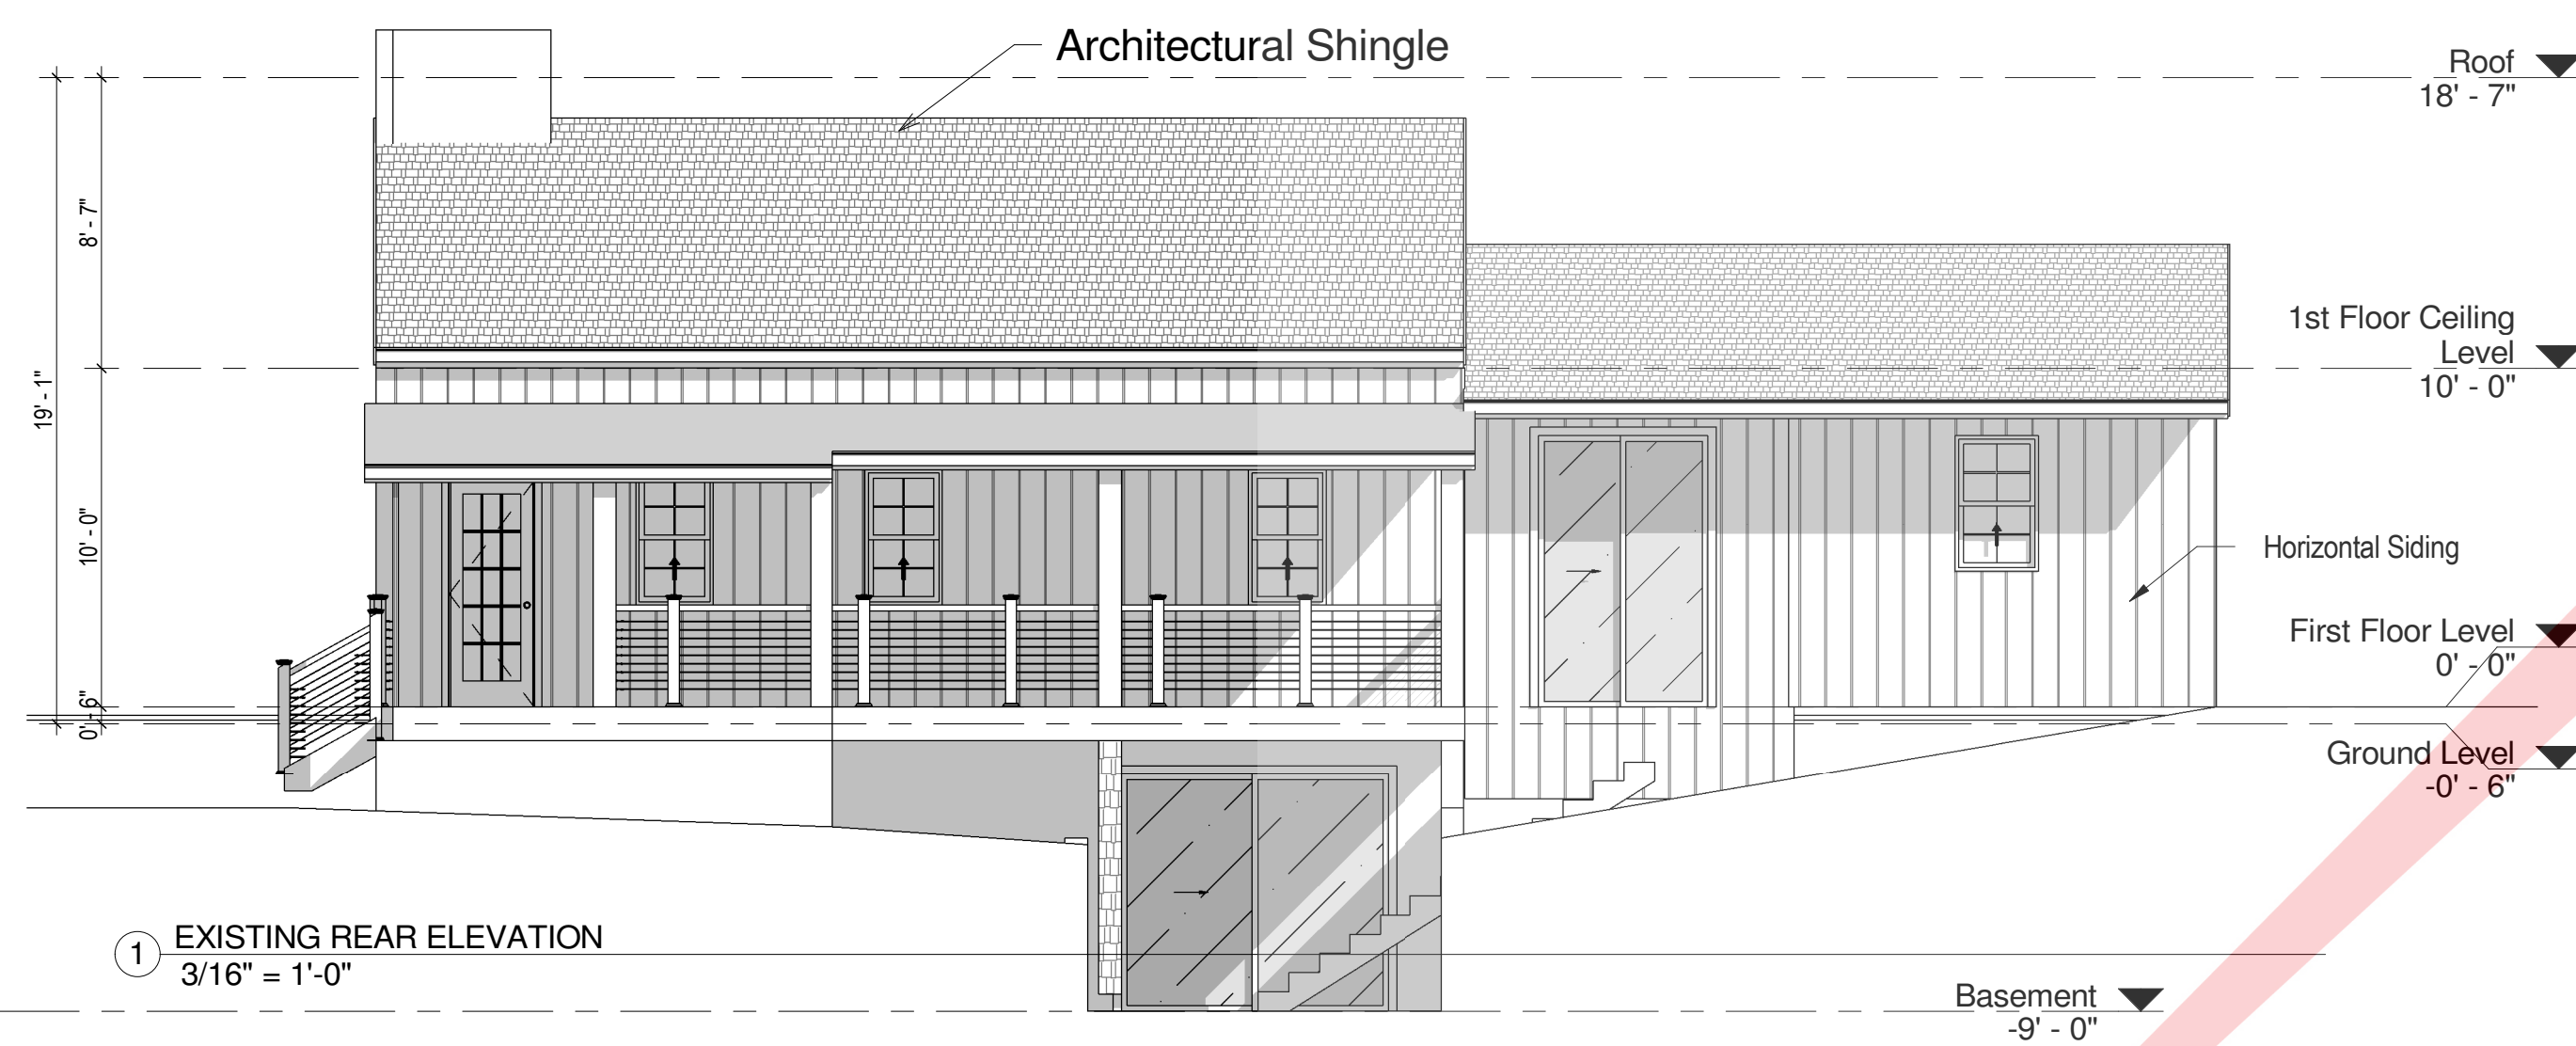 Architectural Shingle
Roof
18' - 7"
8' - 7"
1st Floor Ceiling
Level
10' - 0"
19' - 1"
10' - 0"
Horizontal Siding
First Floor Level
0' - 0"
0' - 6"
Ground Level
-0' - 6"
1
EXISTING REAR ELEVATION
3/16" = 1'-0"
Basement
-9' - 0"